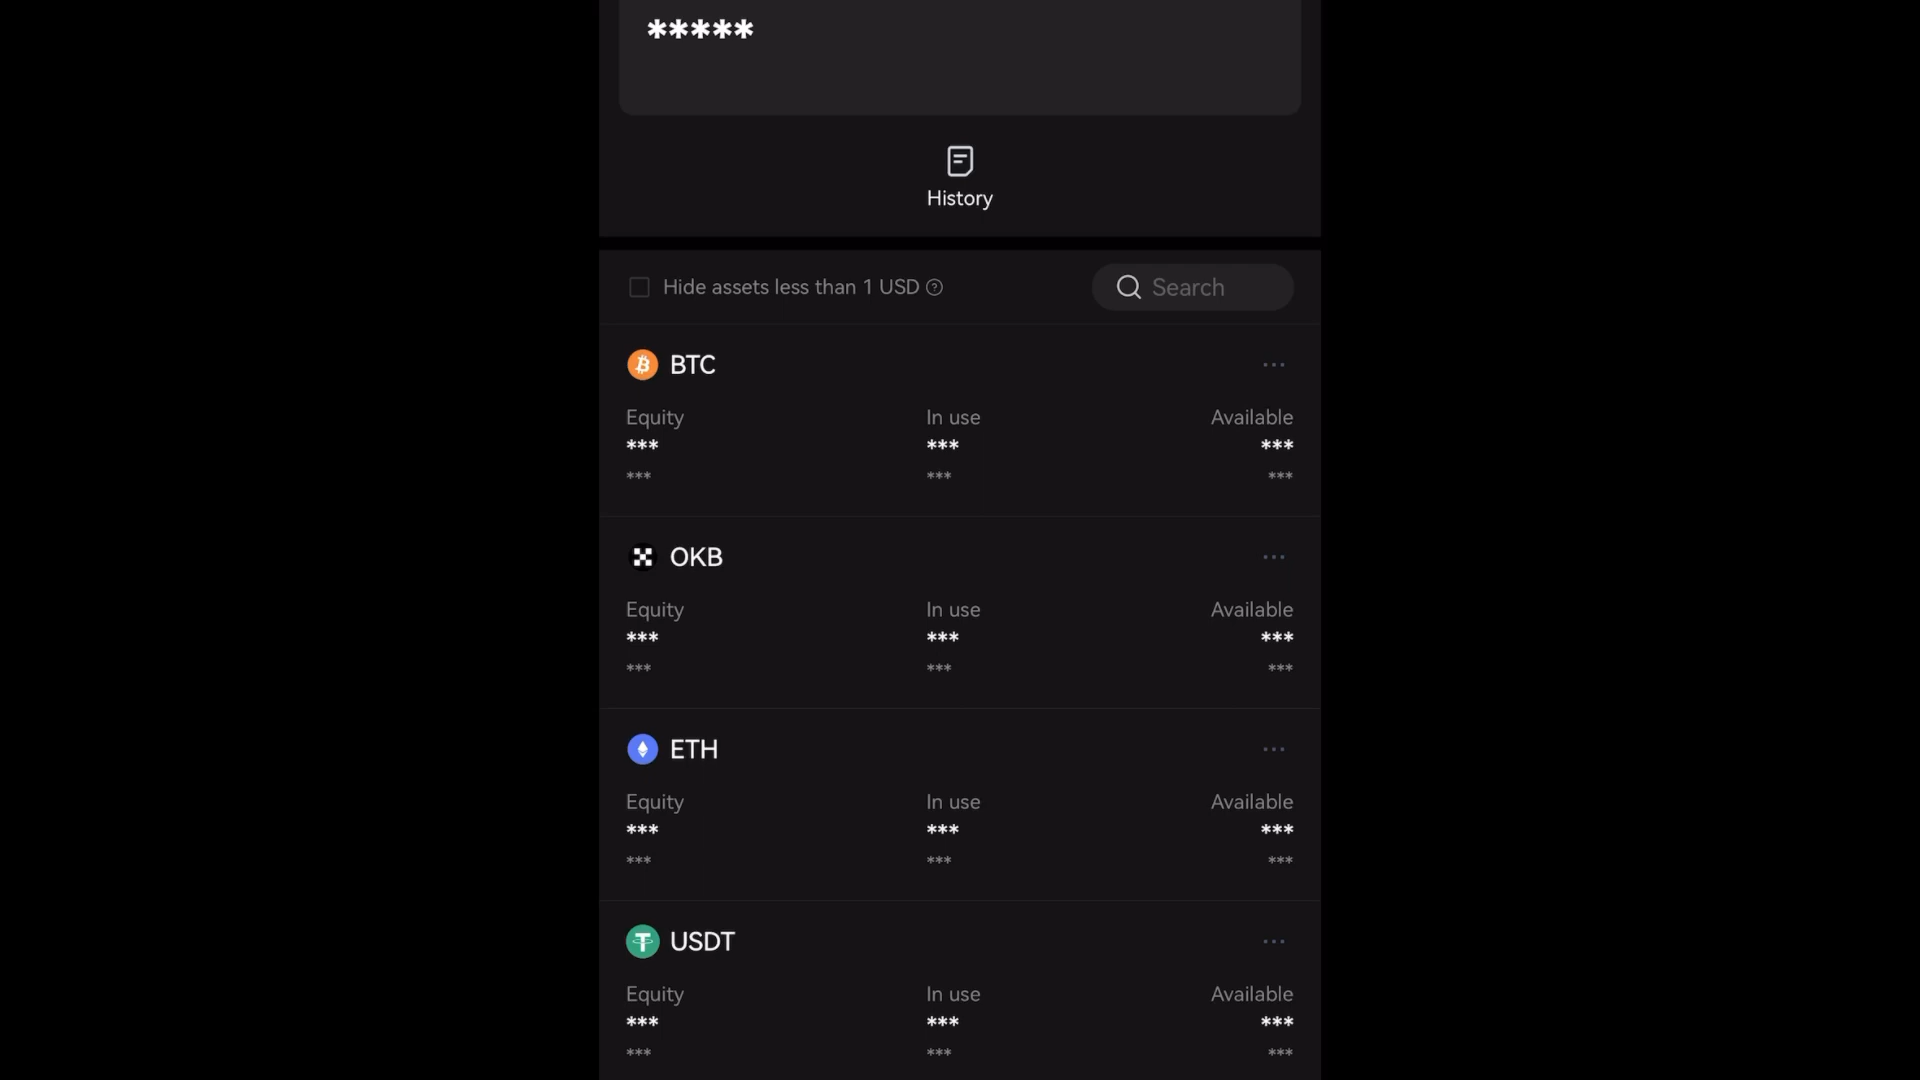 *****
History
Hide assets less than 1 USD
Search
BTC
Equity In use Available
*** *** ***
*** *** ***
OKB
Equity In use Available
*** *** ***
*** *** ***
ETH
Equity In use Available
*** *** ***
*** *** ***
USDT
Equity In use Available
*** *** ***
*** *** ***